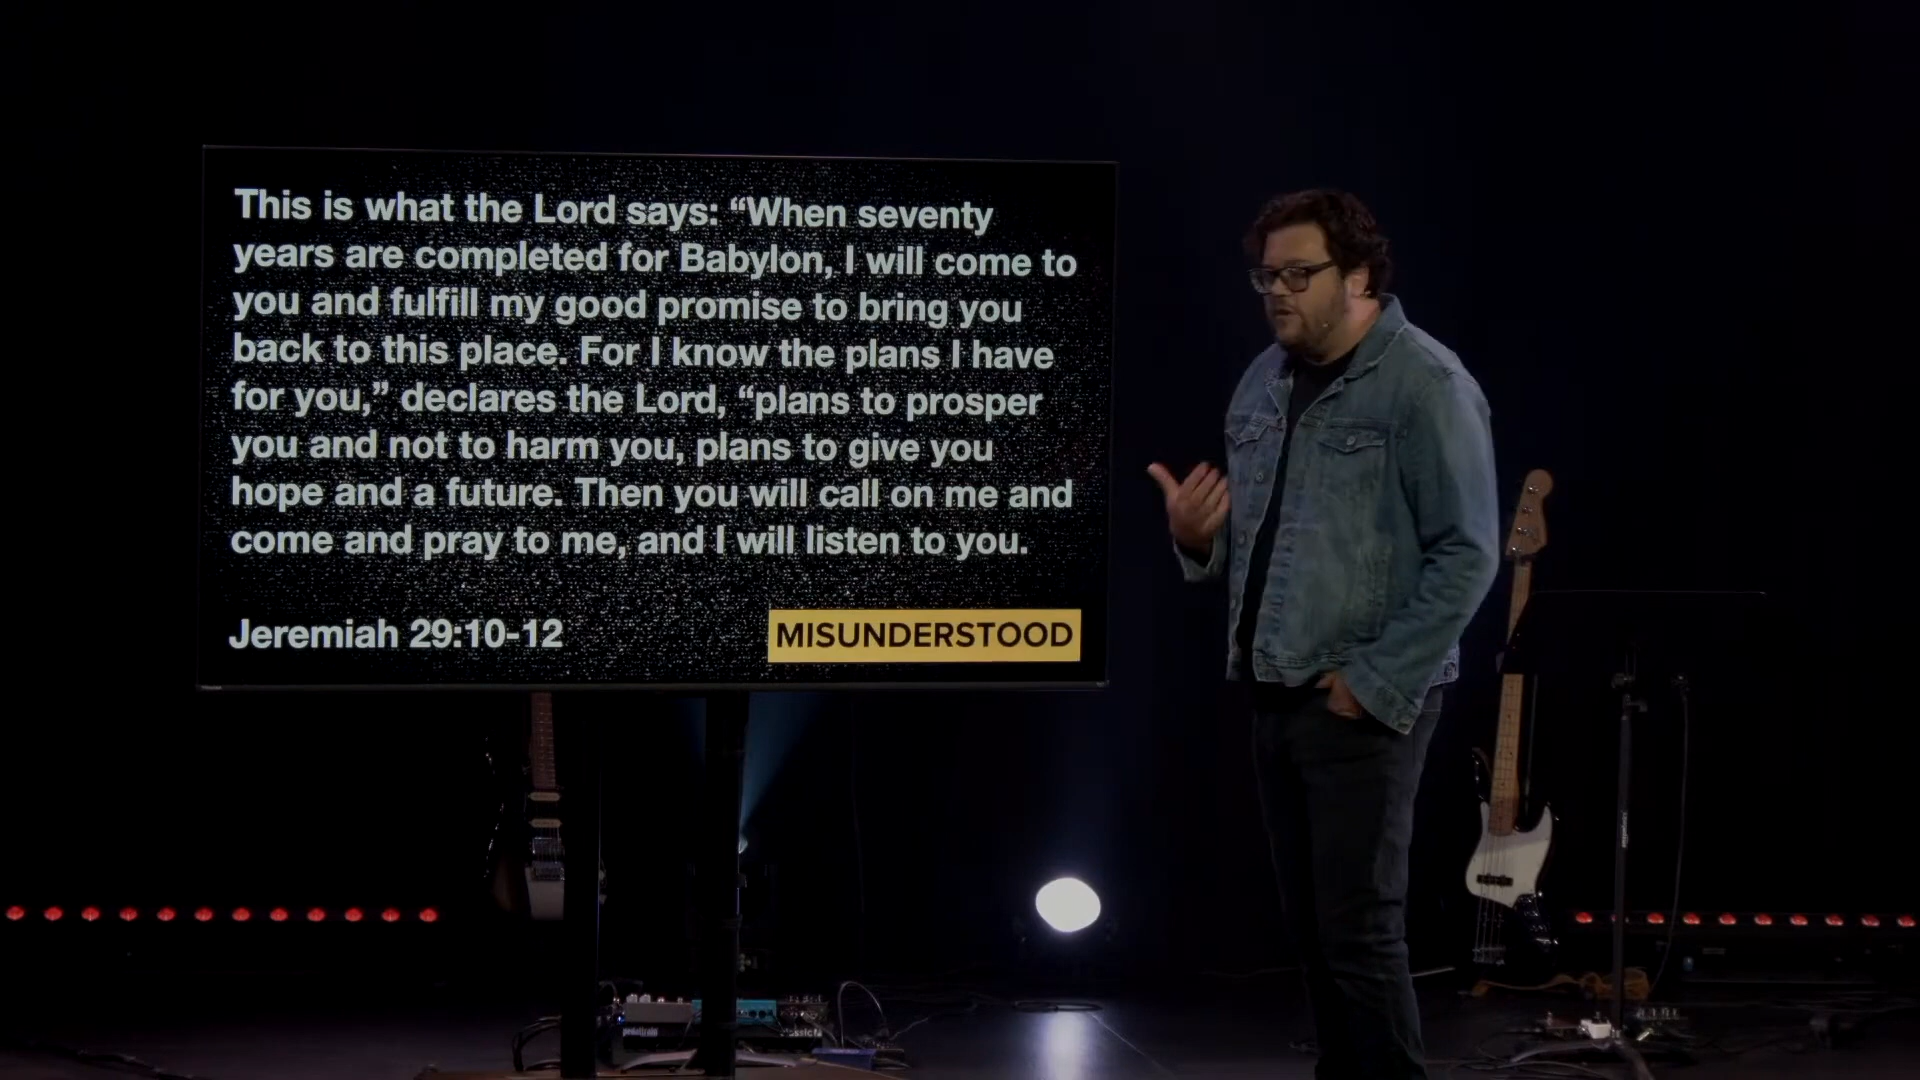 This is what the Lord says: “When seventy
years are completed for Babylon, I will come to
you and fulfill my good promise to bring you
back to this place. For I know the plans I have
for you,” declares the Lord, “plans to prosper
you and not to harm you, plans to give you
hope and a future. Then you will call on me and
come and pray to me, and I will listen to you.
Jeremiah 29:10-12
MISUNDERSTOOD